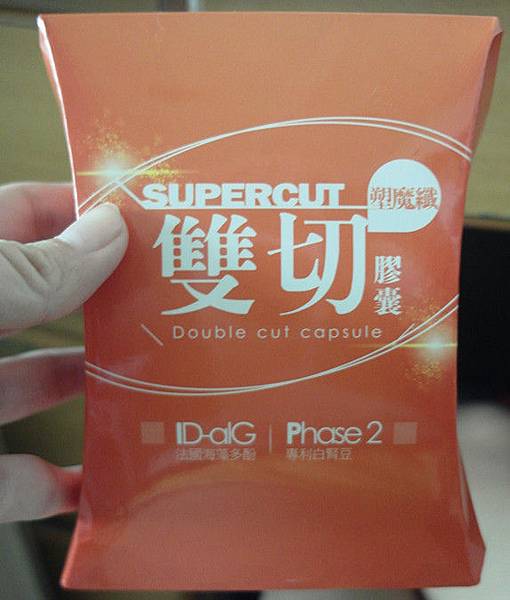 SUPERCUT 塑魔纖
雙切膠囊
Double cut capsule
ID-alG | Phase 2
法國海藻多酚 專利白腎豆